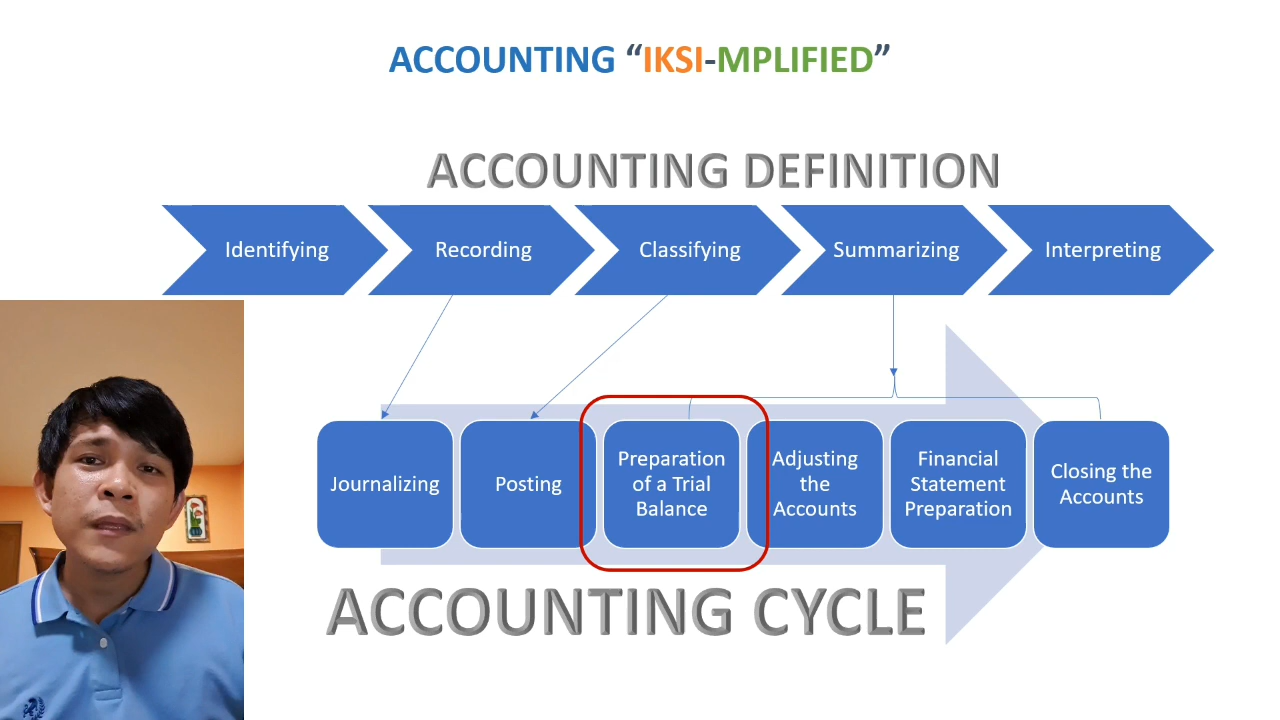 ACCOUNTING “IKSI-MPLIFIED”
ACCOUNTING DEFINITION
Identifying
Recording
Classifying
Summarizing
Interpreting
Journalizing
Posting
Preparation
of a Trial
Balance
Adjusting
the
Accounts
Financial
Statement
Preparation
Closing the
Accounts
ACCOUNTING CYCLE